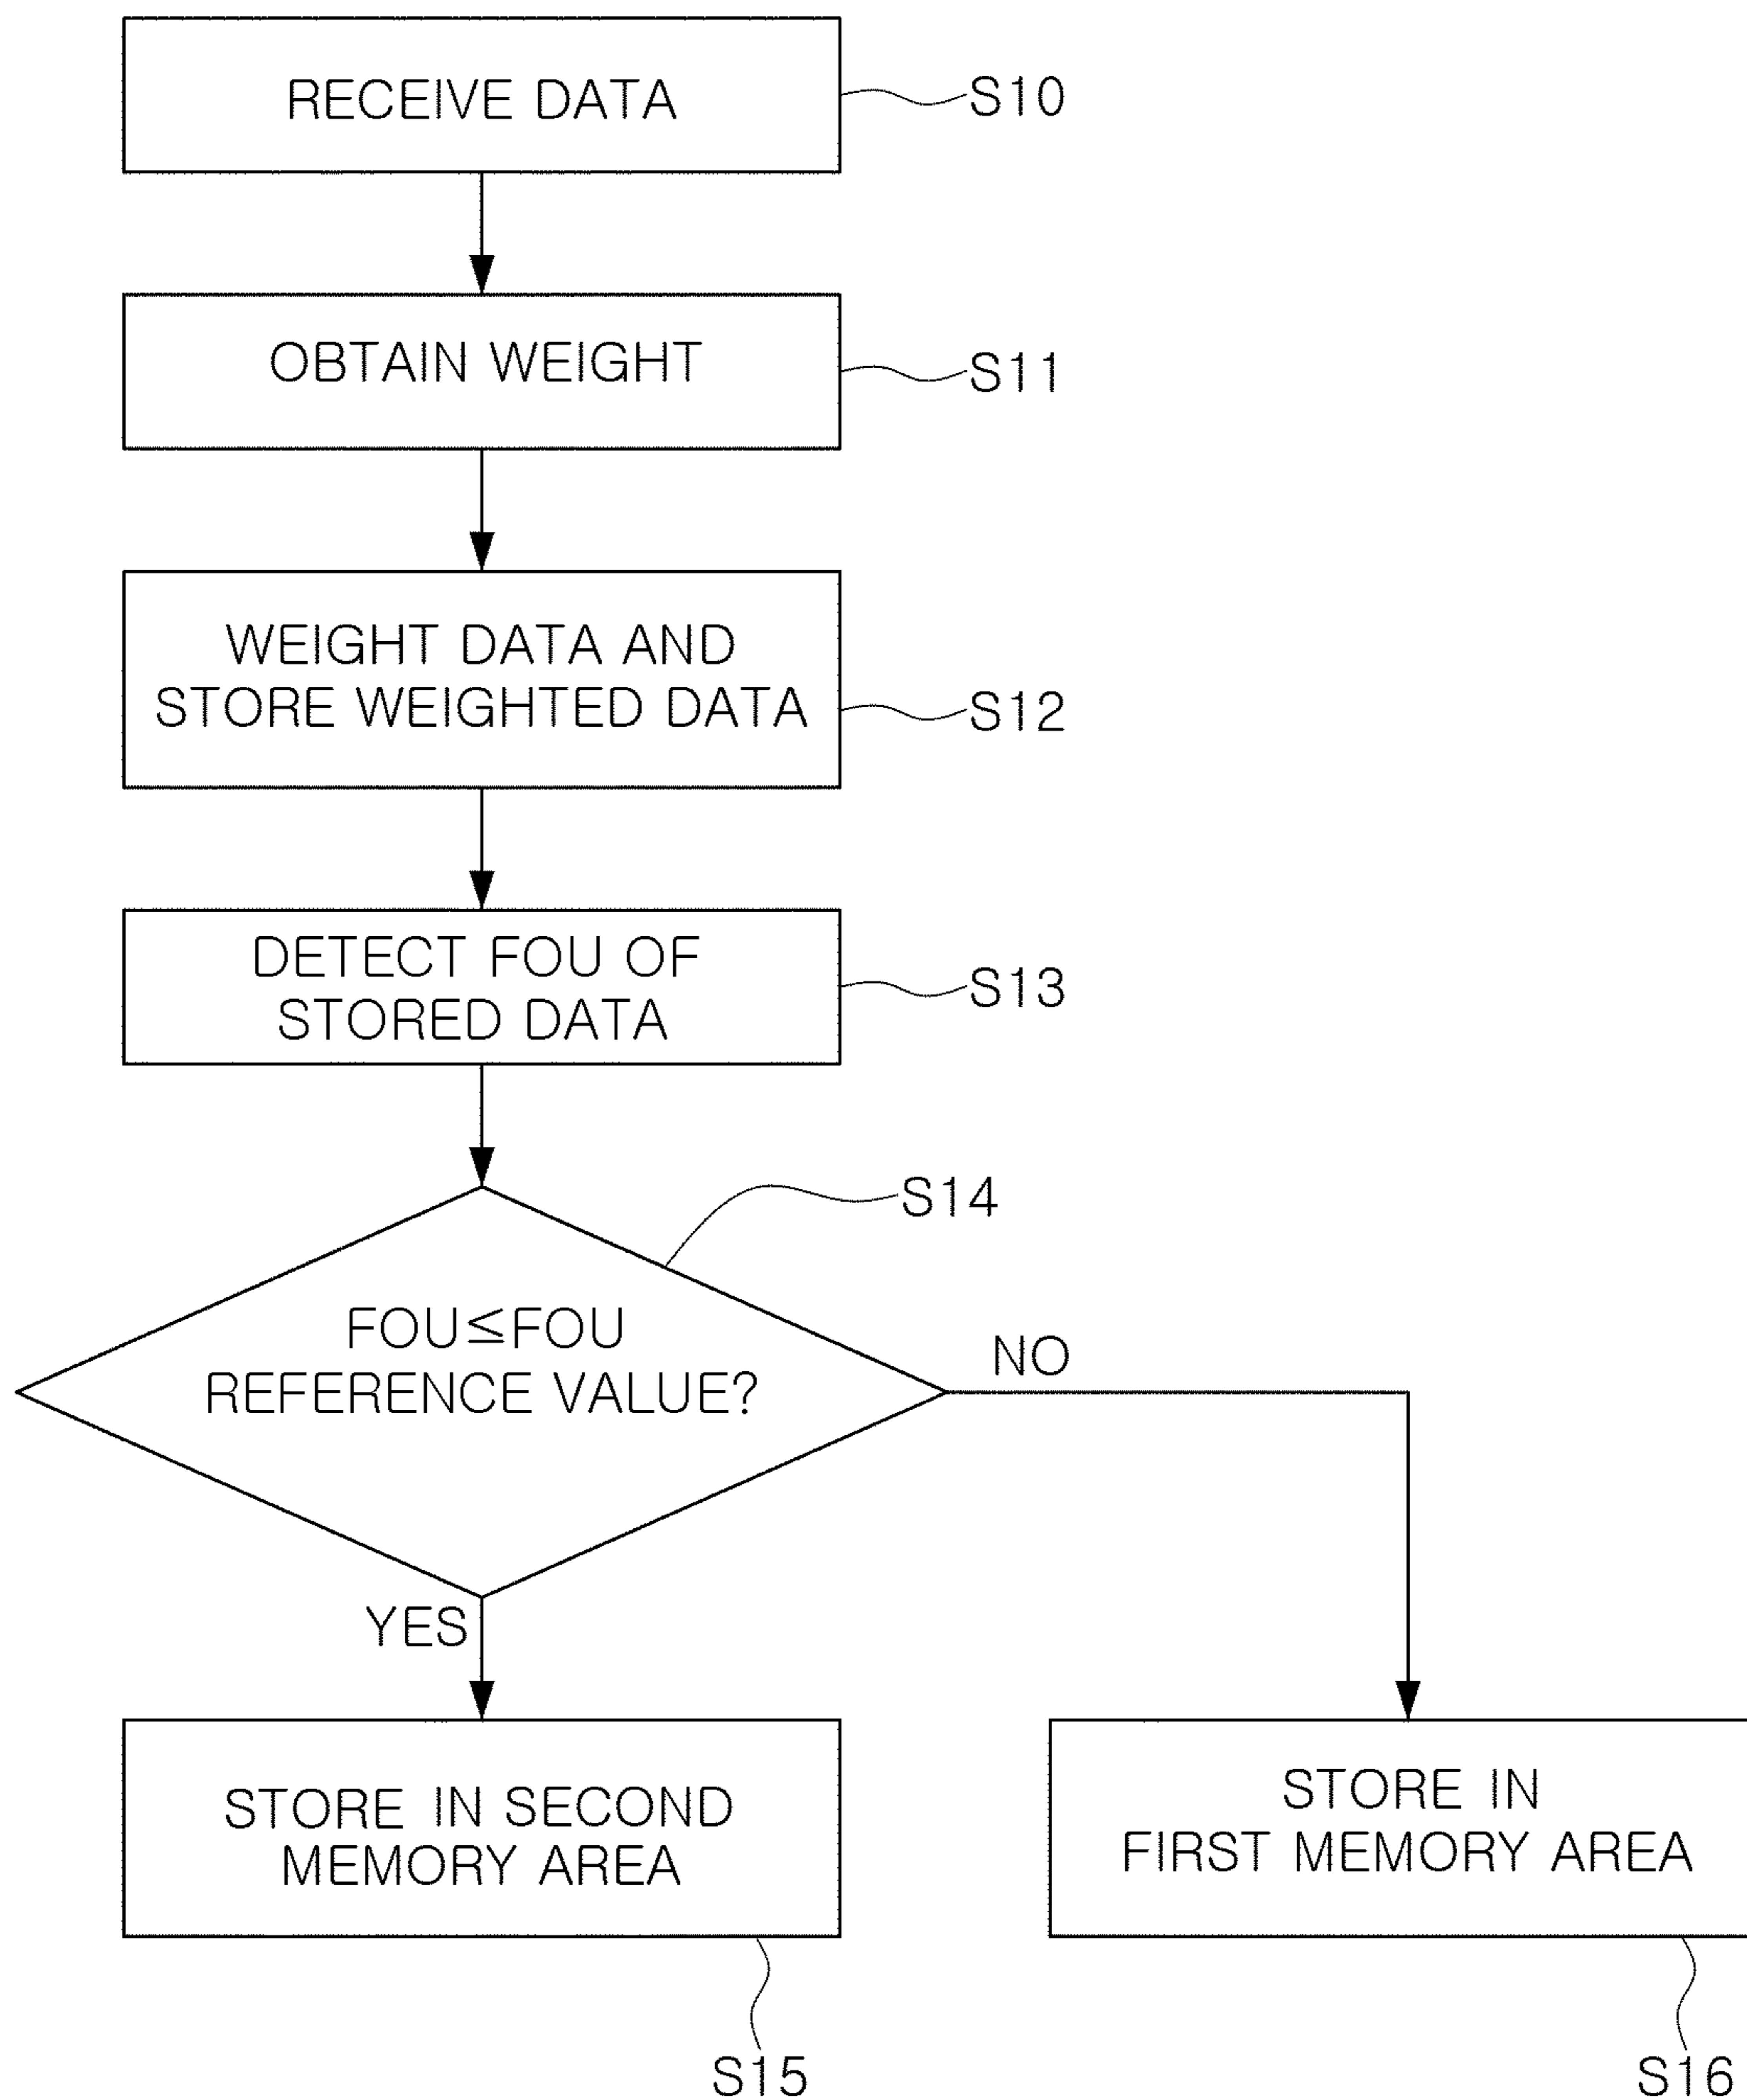 RECEIVE DATA
S10
OBTAIN WEIGHT
S11
WEIGHT DATA AND
STORE WEIGHTED DATA
S12
DETECT FOU OF
STORED DATA
S13
S14
FOU≤FOU
REFERENCE VALUE?
NO
YES
STORE IN SECOND
MEMORY AREA
STORE IN
FIRST MEMORY AREA
S15
S16